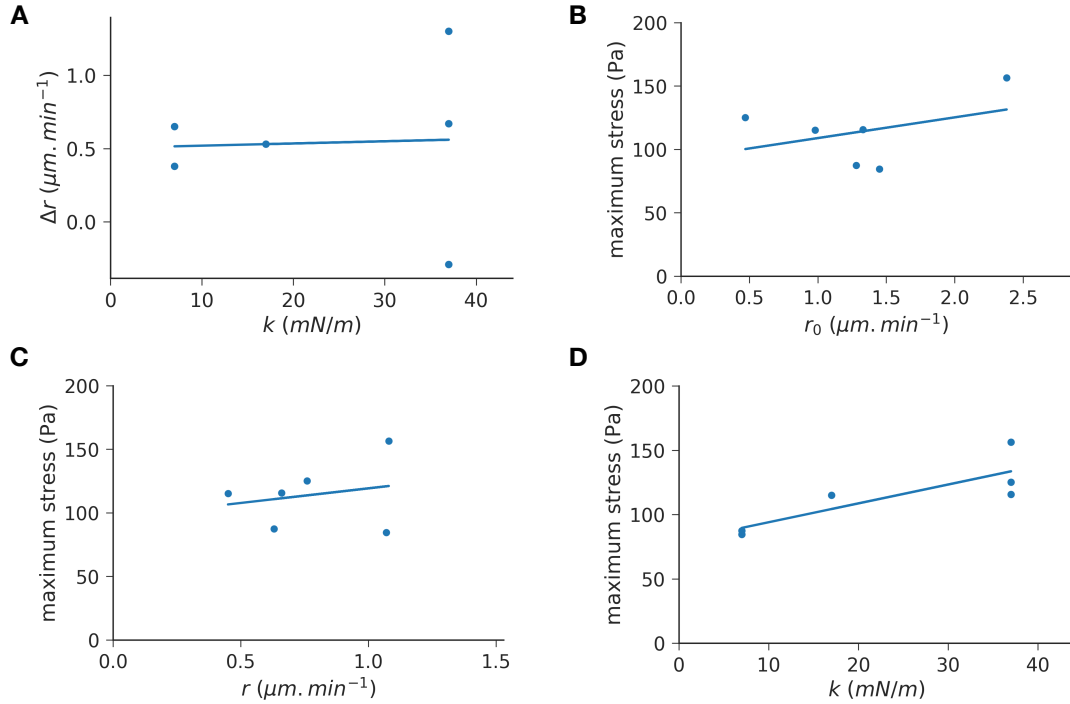 A
Δr (μm. min⁻¹)
1.0
0.5
0.0
0 10 20 30 40
k (mN/m)
B
maximum stress (Pa)
200
150
100
50
0
0.0 0.5 1.0 1.5 2.0 2.5
r₀ (μm. min⁻¹)
C
maximum stress (Pa)
200
150
100
50
0
0.0 0.5 1.0 1.5
r (μm. min⁻¹)
D
maximum stress (Pa)
200
150
100
50
0
0 10 20 30 40
k (mN/m)